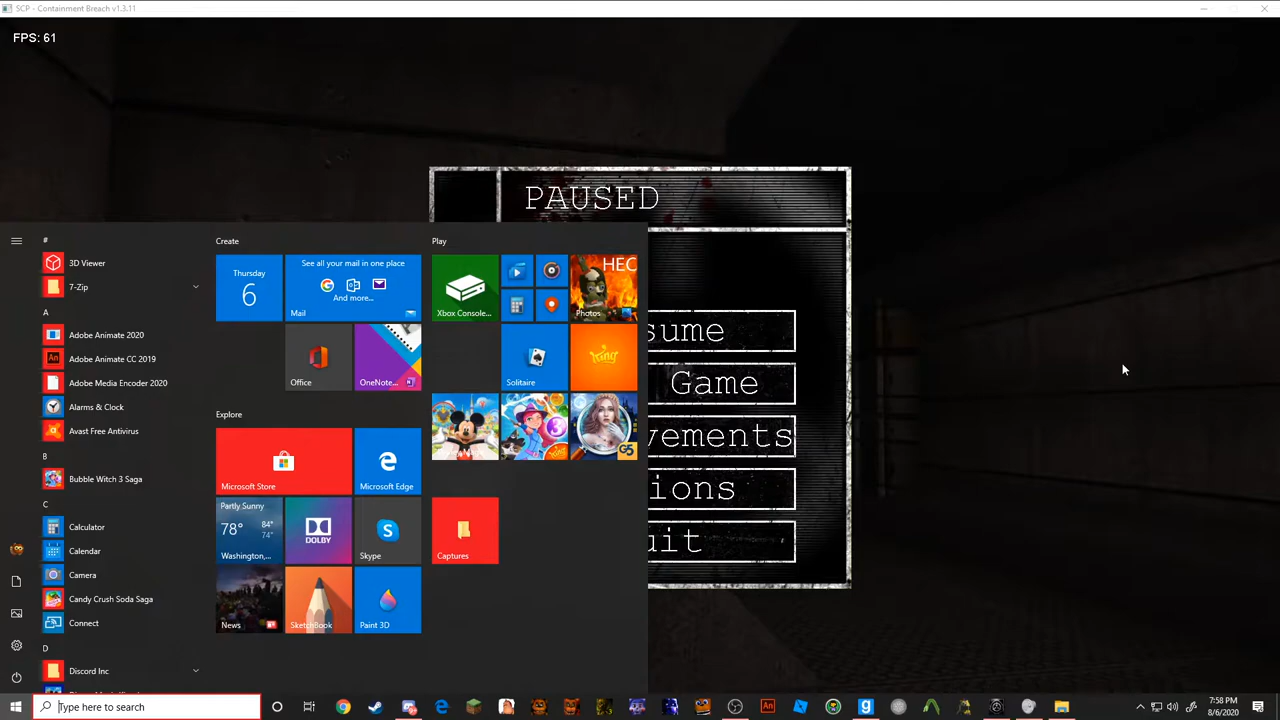 SCP - Containment Breach v1.3.11
FPS: 61
PAUSED
sume
Game
vements
ions
uit
#
3D Viewer
7-Zip
A
Adobe Animate 2020
Adobe Animate CC 2019
Adobe Media Encoder 2020
Alarms & Clock
Avast Free Antivirus
B
Bubble Witch 3 Saga
C
Calculator
Calendar
Camera
Candy Crush Soda Saga
Connect
D
Discord Inc
Create
Thursday
6
See all your mail in one place
And more...
Mail
Office
OneNote...
Explore
Microsoft Store
Microsoft Edge
Partly Sunny
78° 84° 74°
Washington,...
DOLBY
Skype
News
SketchBook
Paint 3D
Play
Xbox Console...
HEC
Photos
Solitaire
King
G5
Captures
Type here to search
An
7:58 PM
8/6/2020